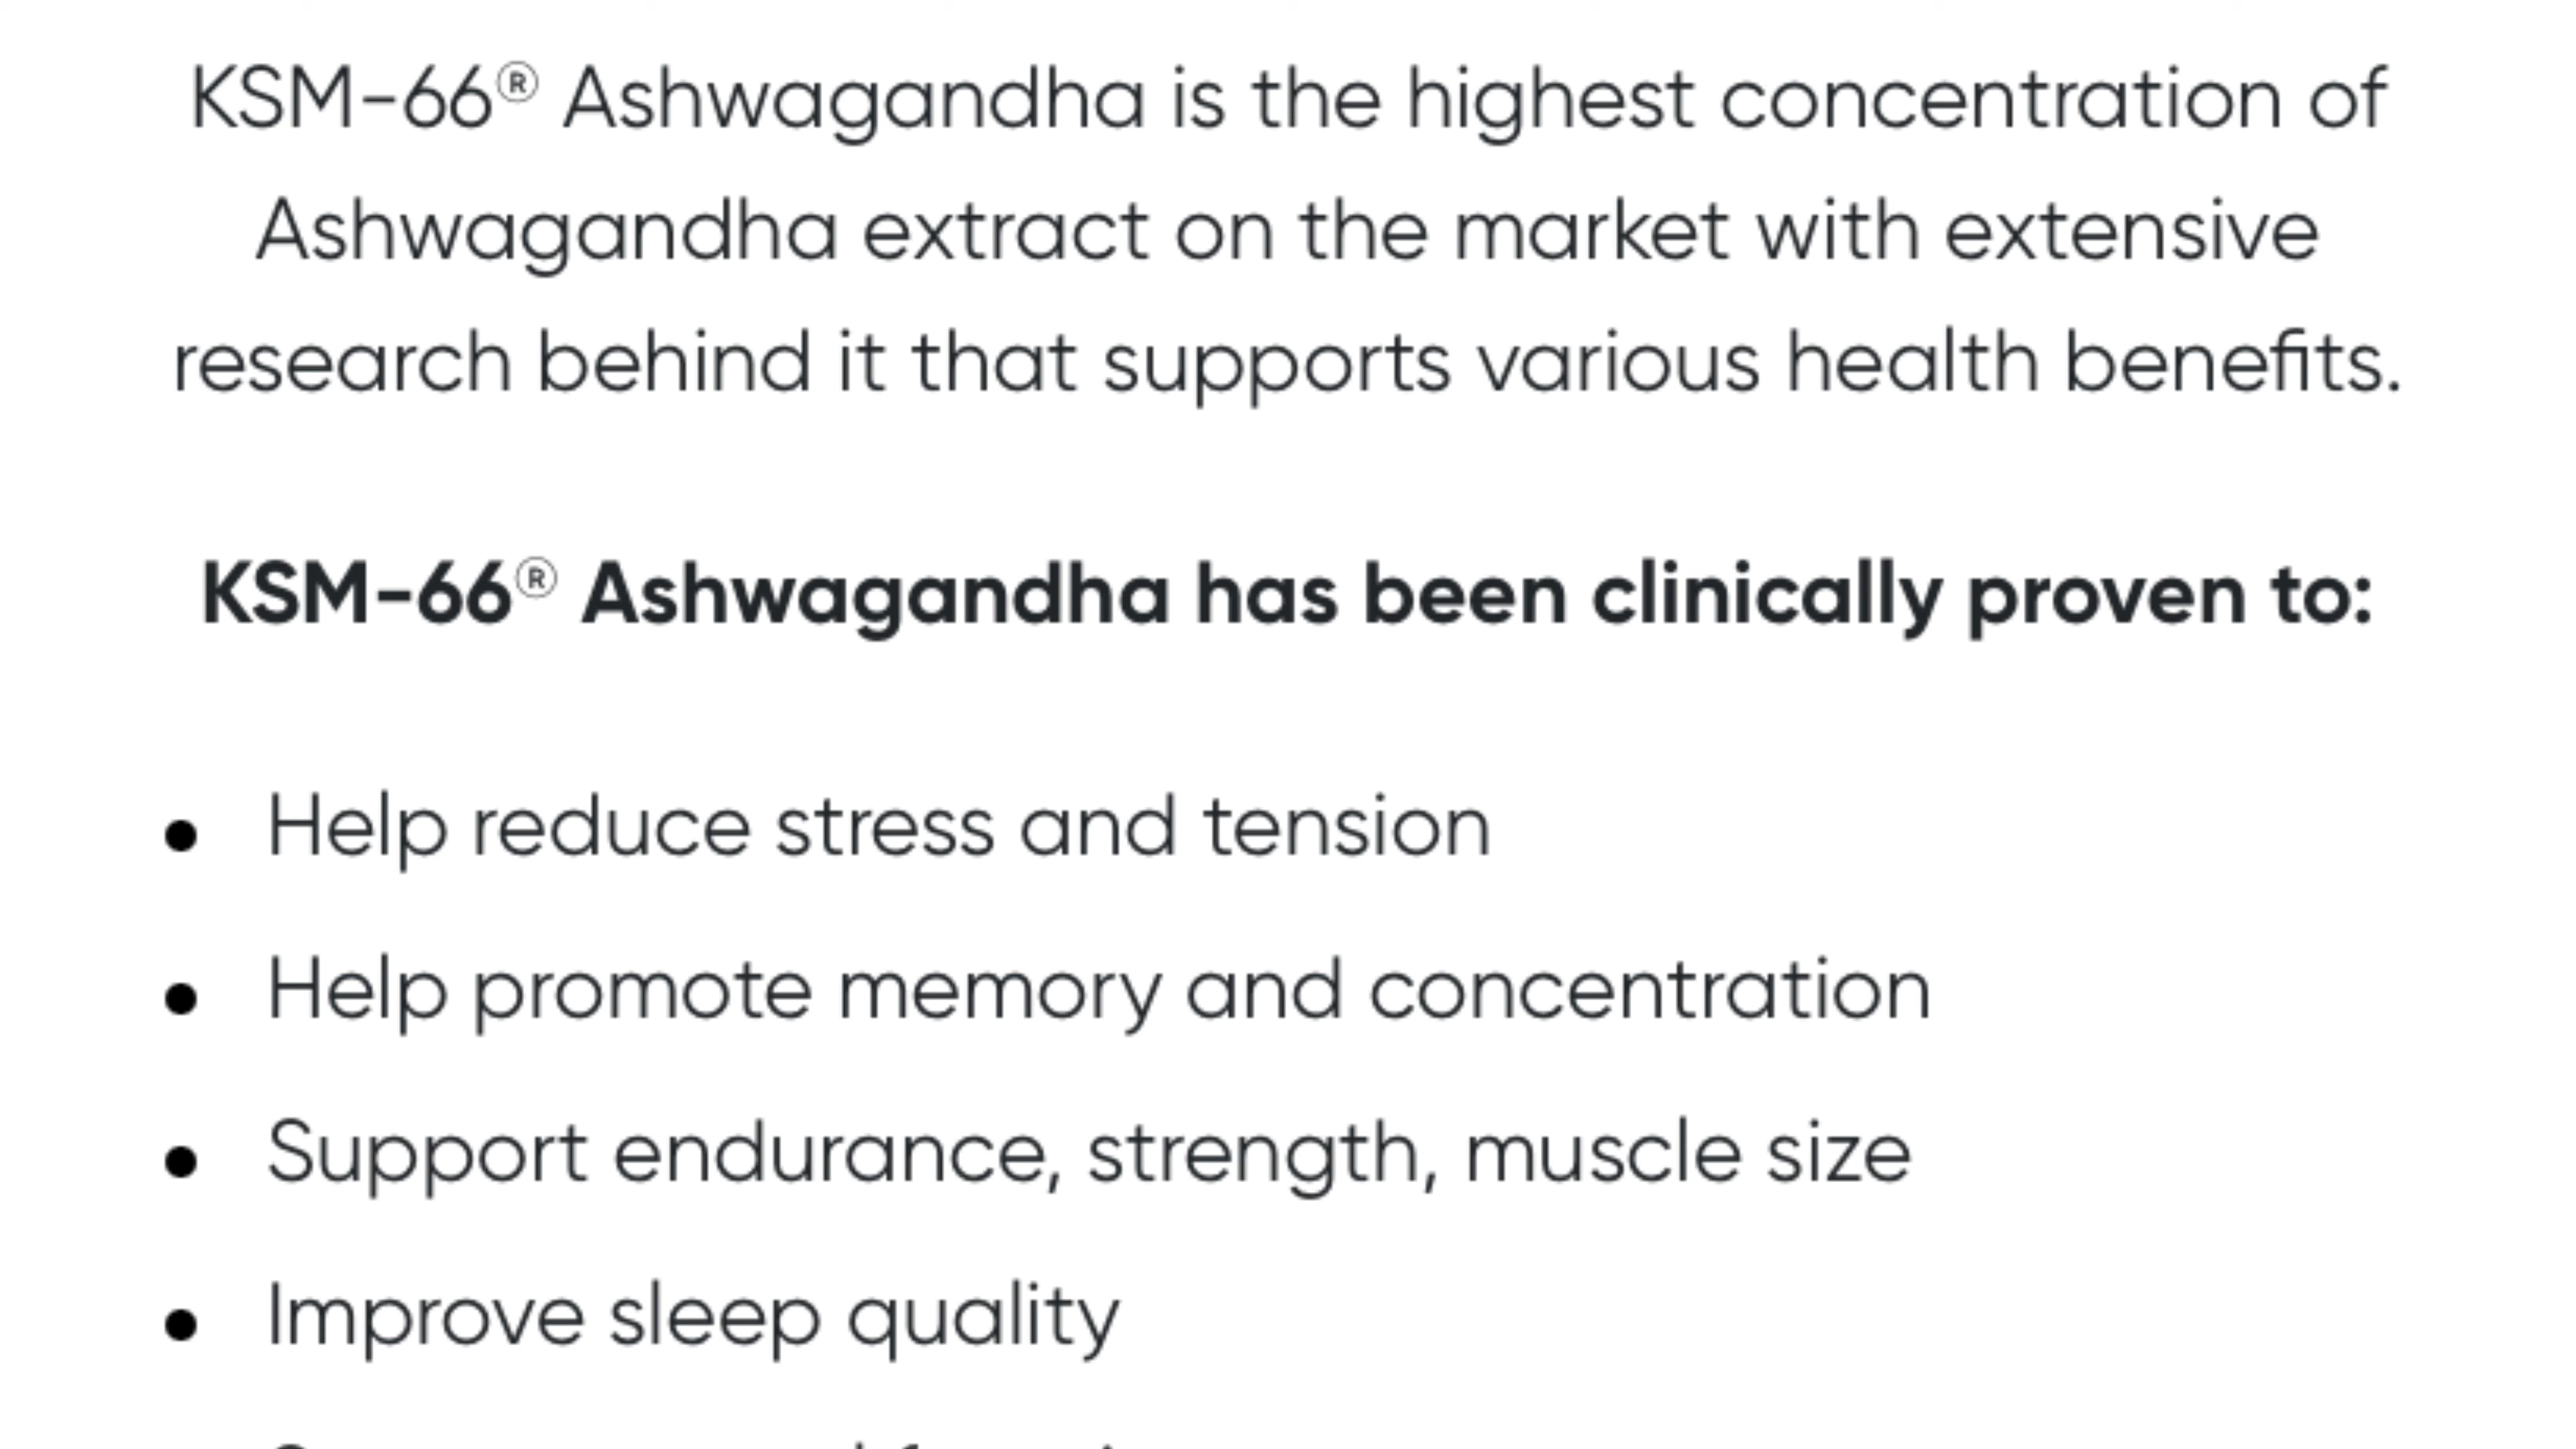 KSM-66® Ashwagandha is the highest concentration of
Ashwagandha extract on the market with extensive
research behind it that supports various health benefits.
KSM-66® Ashwagandha has been clinically proven to:
• Help reduce stress and tension
• Help promote memory and concentration
• Support endurance, strength, muscle size
• Improve sleep quality